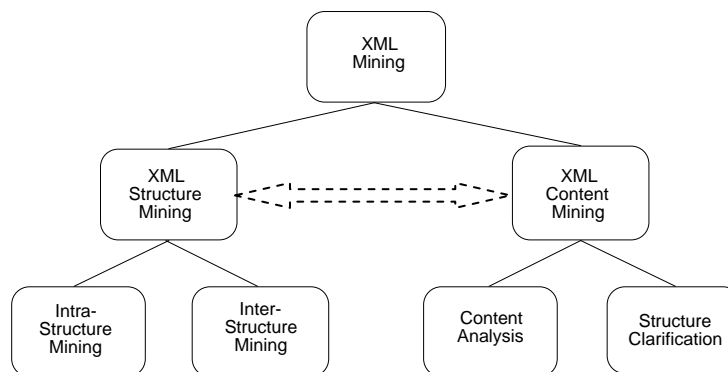 XML
Mining
XML
Structure
Mining
XML
Content
Mining
Intra-
Structure
Mining
Inter-
Structure
Mining
Content
Analysis
Structure
Clarification